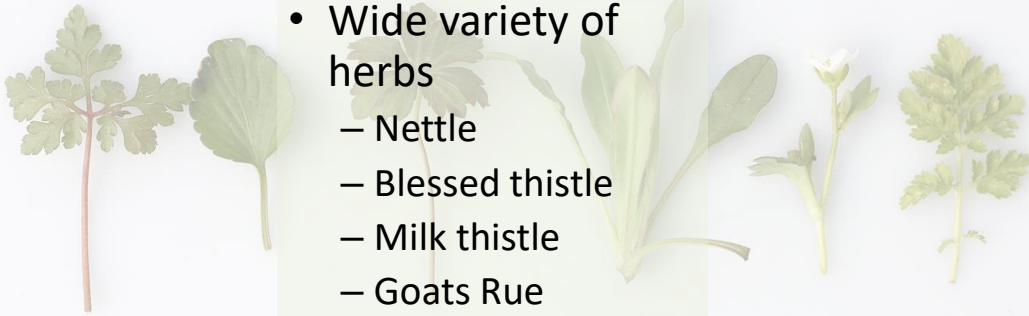 • Wide variety of
herbs
– Nettle
– Blessed thistle
– Milk thistle
– Goats Rue